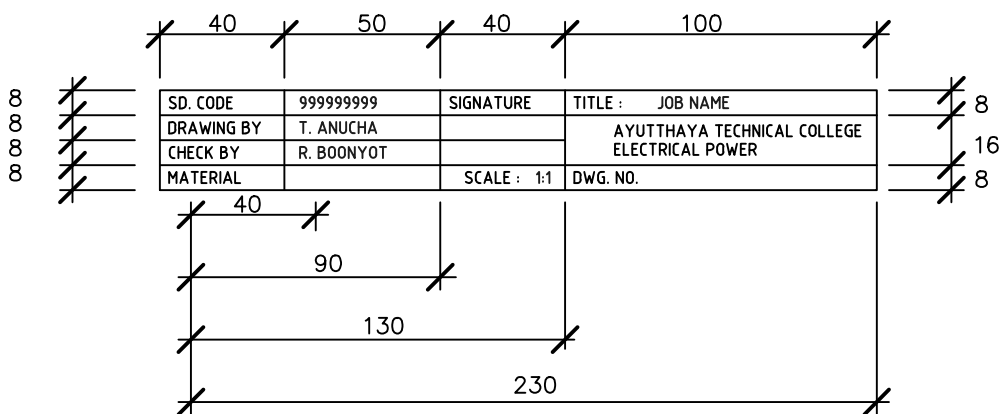 40 50 40 100
8 SD. CODE 999999999 SIGNATURE TITLE : JOB NAME 8
8 DRAWING BY T. ANUCHA AYUTTHAYA TECHNICAL COLLEGE
8 CHECK BY R. BOONYOT ELECTRICAL POWER 16
8 MATERIAL SCALE : 1:1 DWG. NO. 8
40
90
130
230